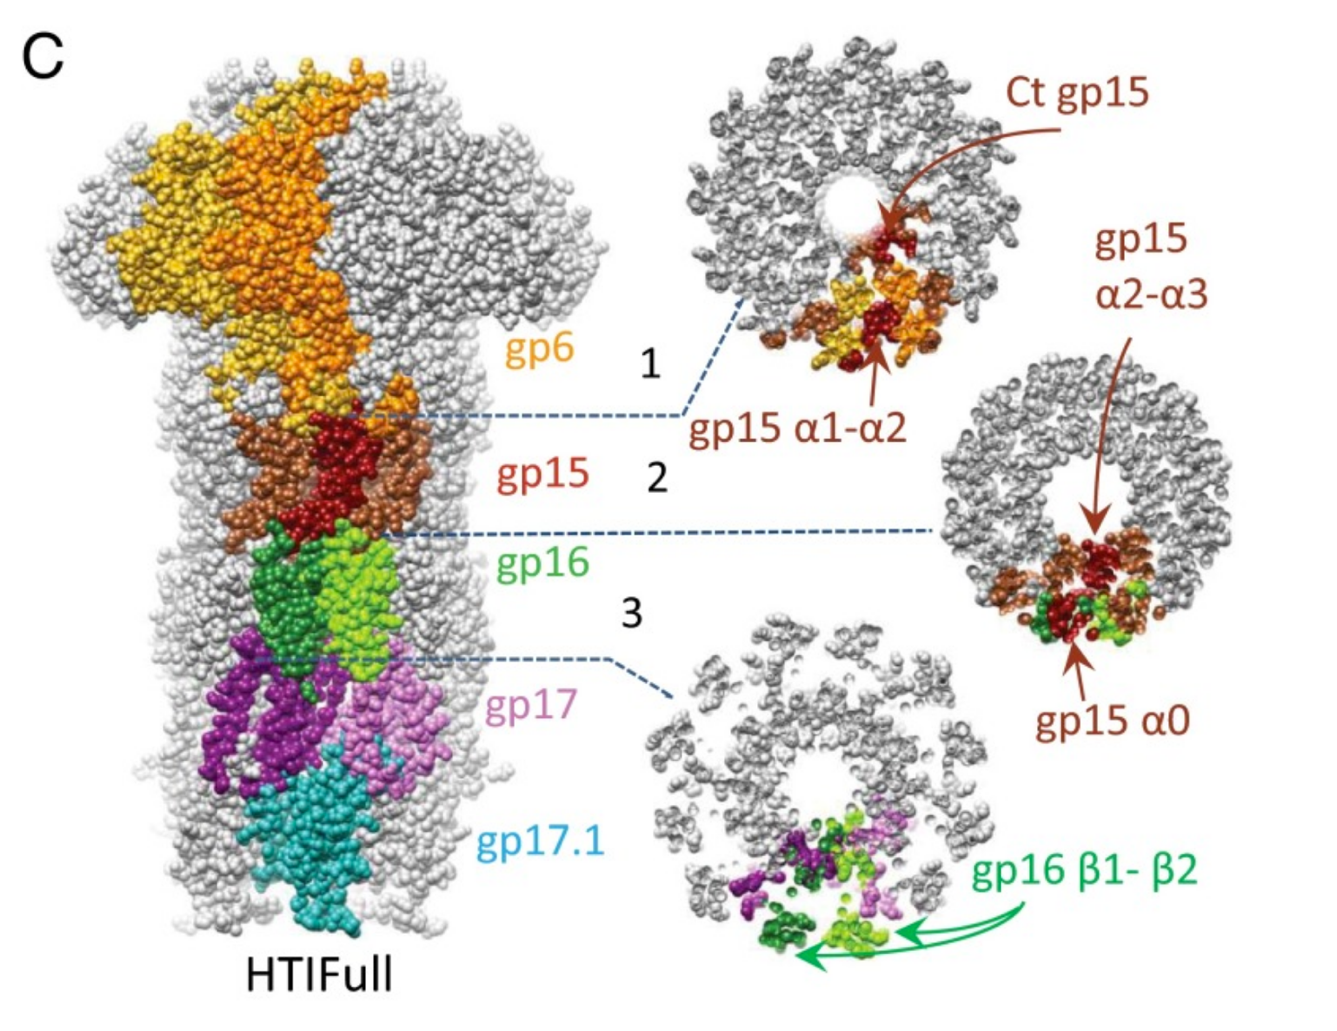 C
Ct gp15
gp15
α2-α3
gp6
1
gp15 α1-α2
gp15
2
gp16
3
gp17
gp15 α0
gp17.1
gp16 β1- β2
HTIFull